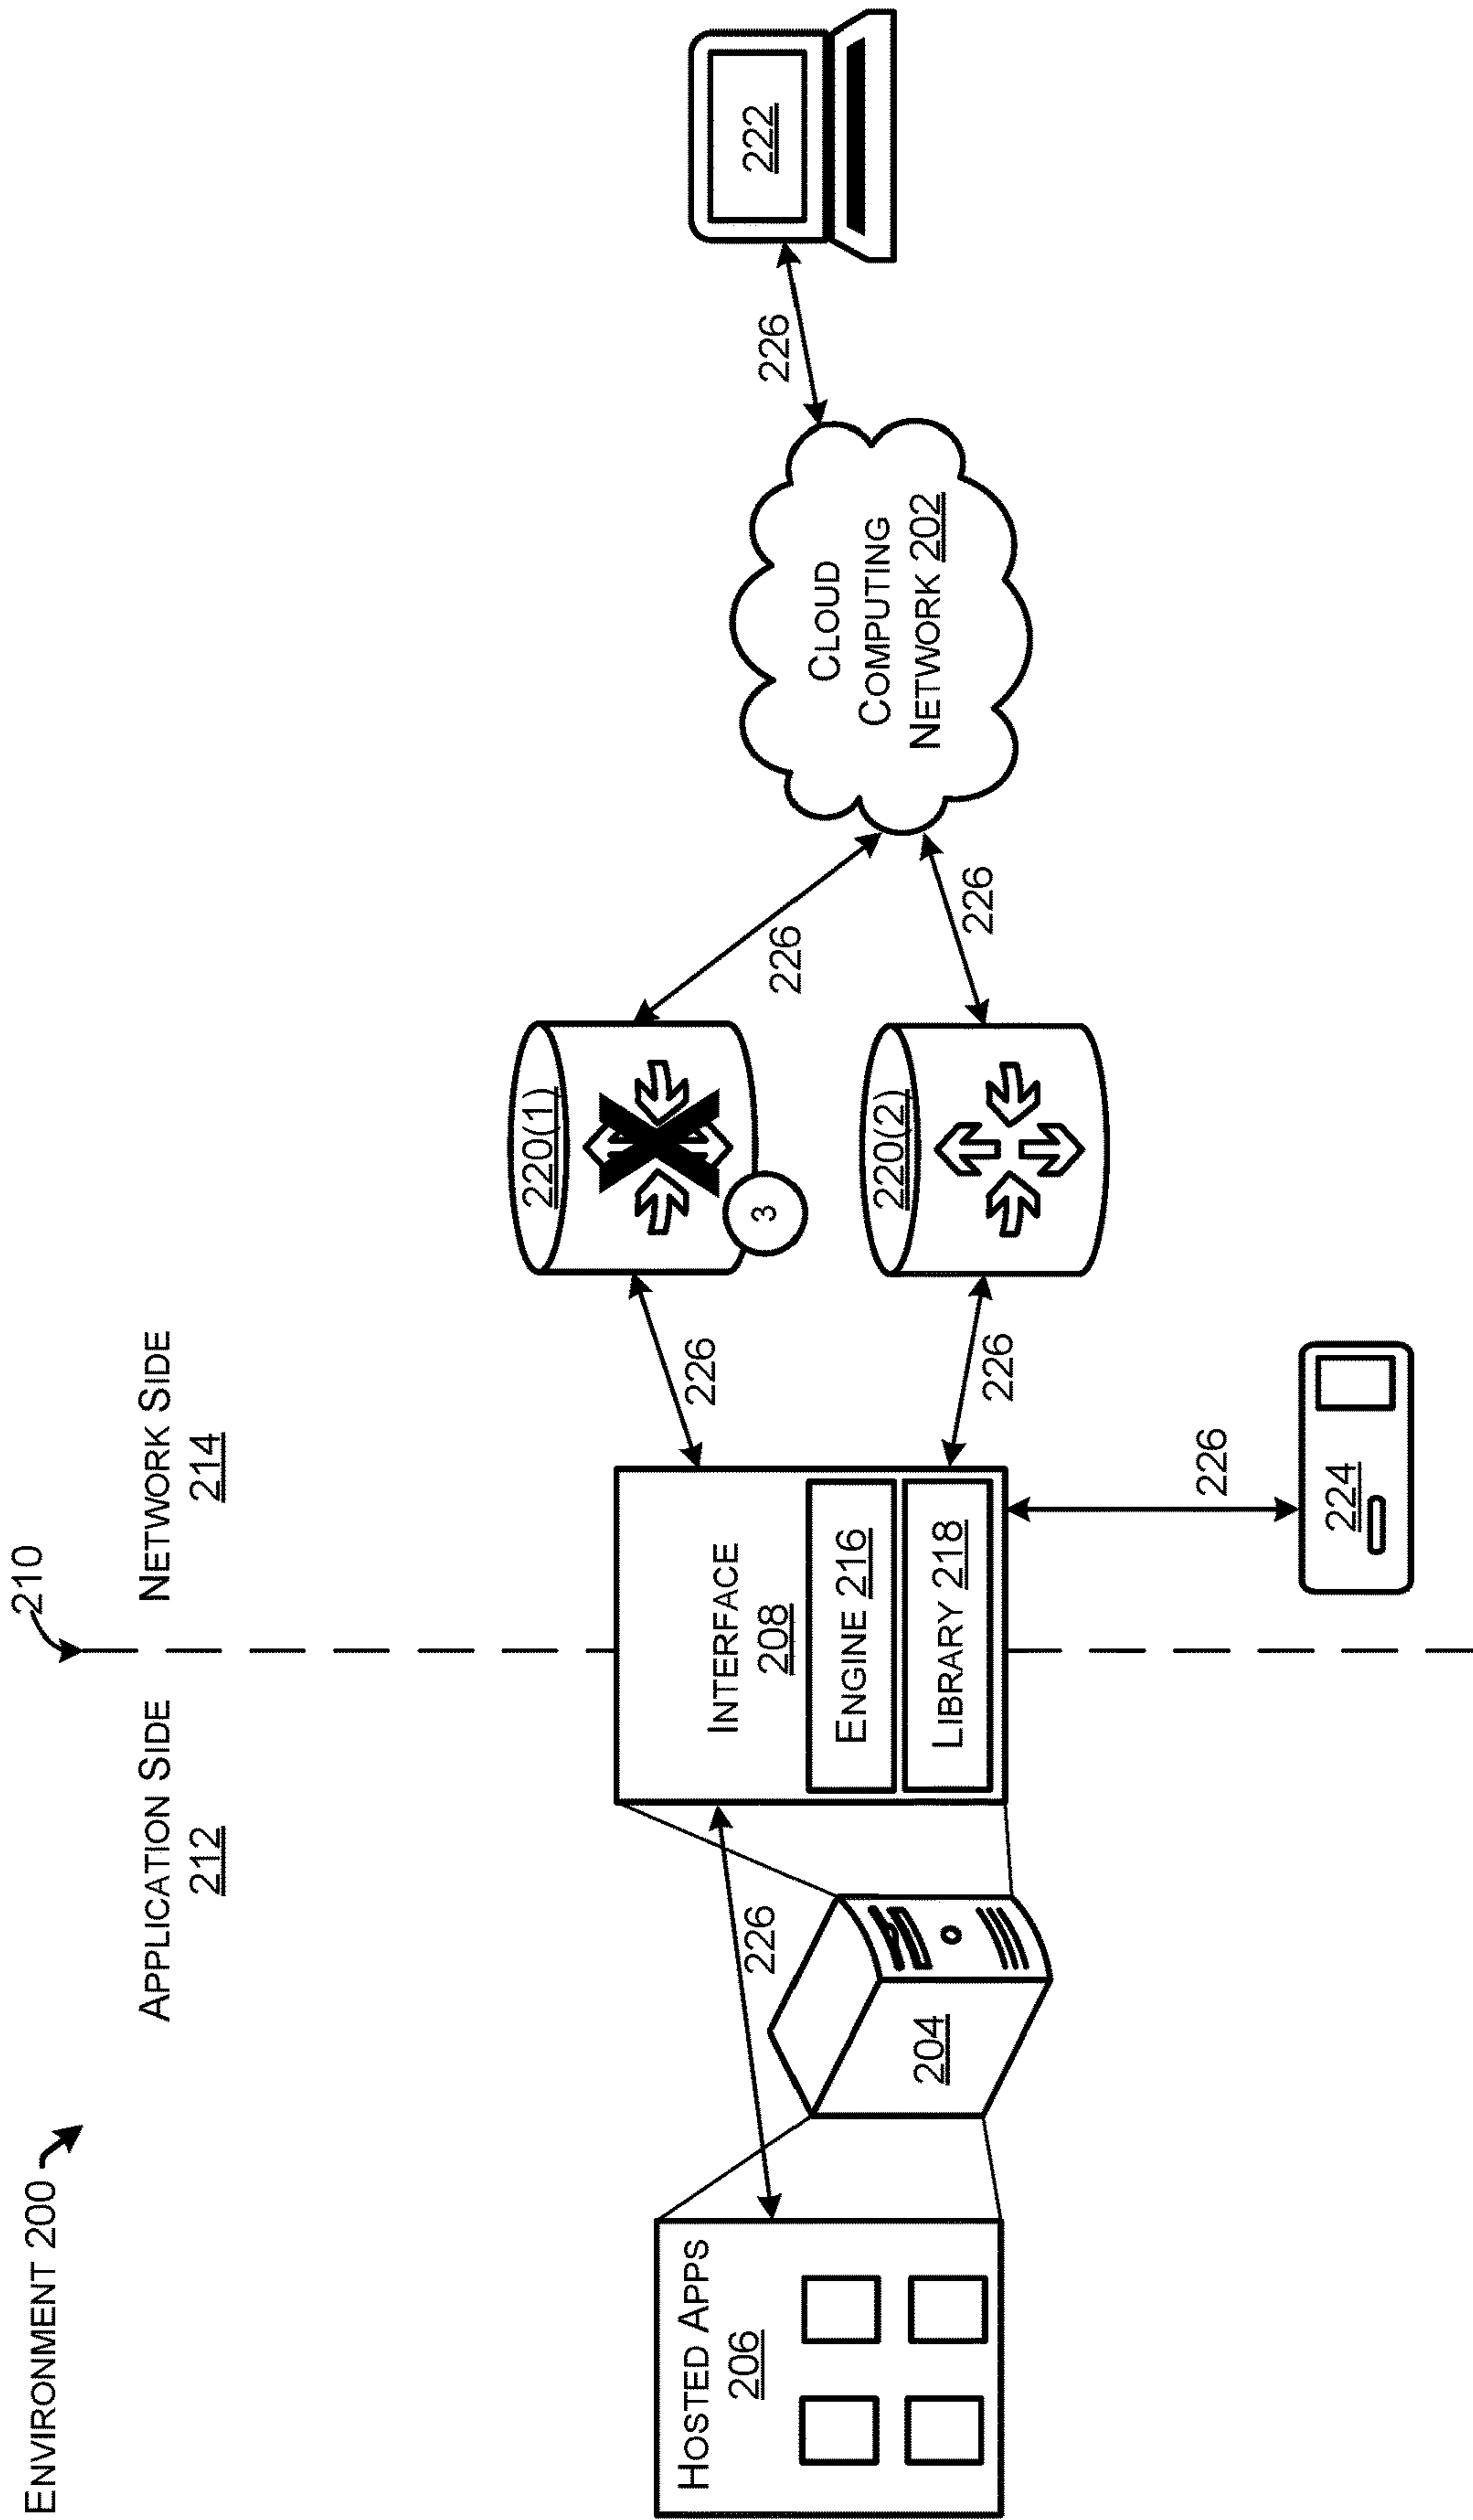 ENVIRONMENT 200
210
APPLICATION SIDE
212
NETWORK SIDE
214
HOSTED APPS
206
226
204
INTERFACE
208
ENGINE 216
LIBRARY 218
226
226
226
224
220(1)
3
220(2)
226
226
CLOUD
COMPUTING
NETWORK 202
226
222